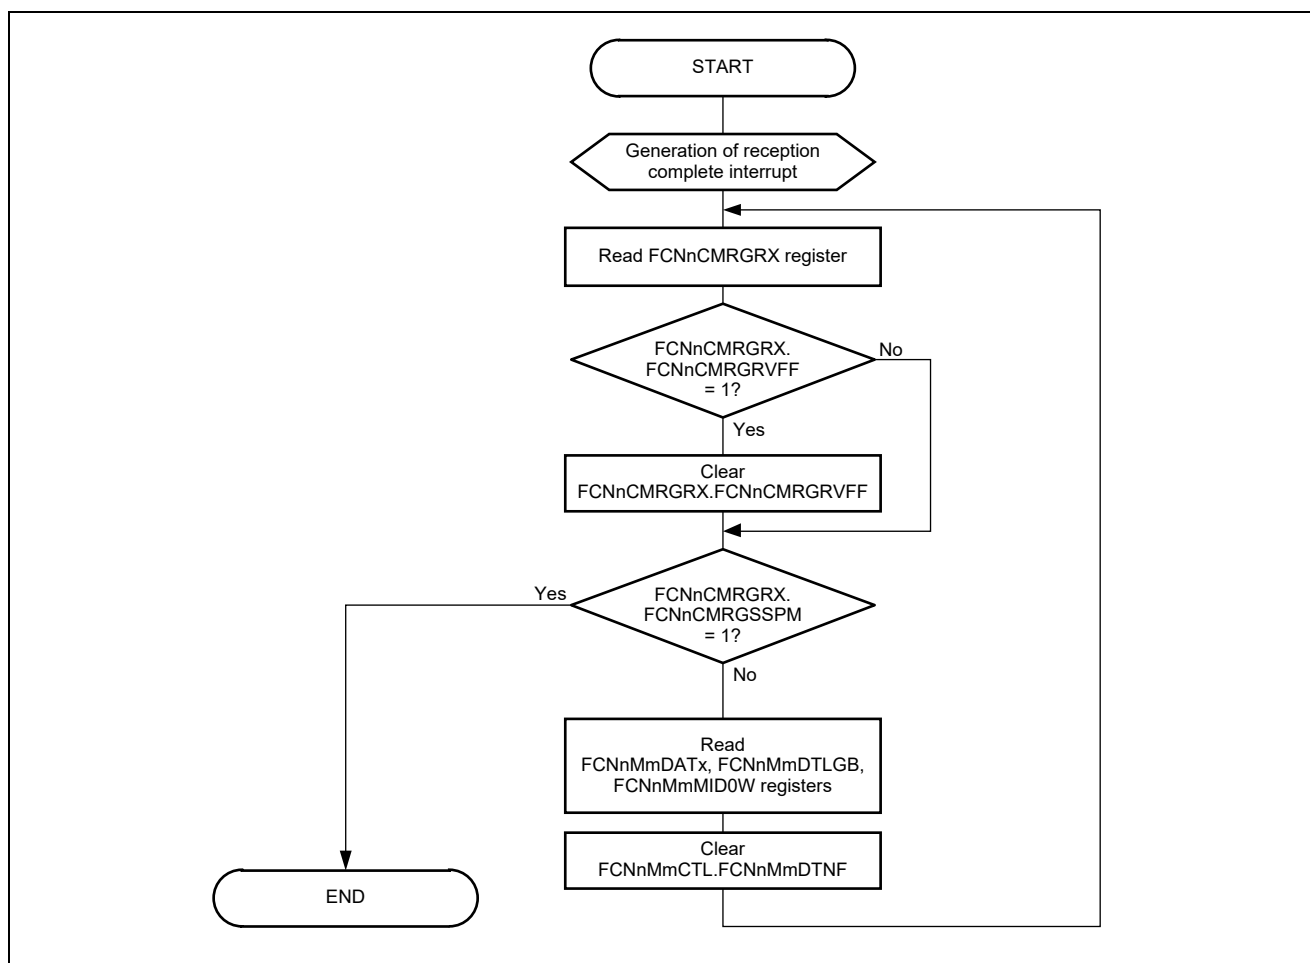 START
Generation of reception
complete interrupt
Read FCNnCMRGRX register
FCNnCMRGRX.
FCNnCMRGRVFF
= 1?
No
Yes
Clear
FCNnCMRGRX.FCNnCMRGRVFF
FCNnCMRGRX.
FCNnCMRGSSPM
= 1?
Yes
No
Read
FCNnMmDATx, FCNnMmDTLGB,
FCNnMmMID0W registers
Clear
FCNnMmCTL.FCNnMmDTNF
END